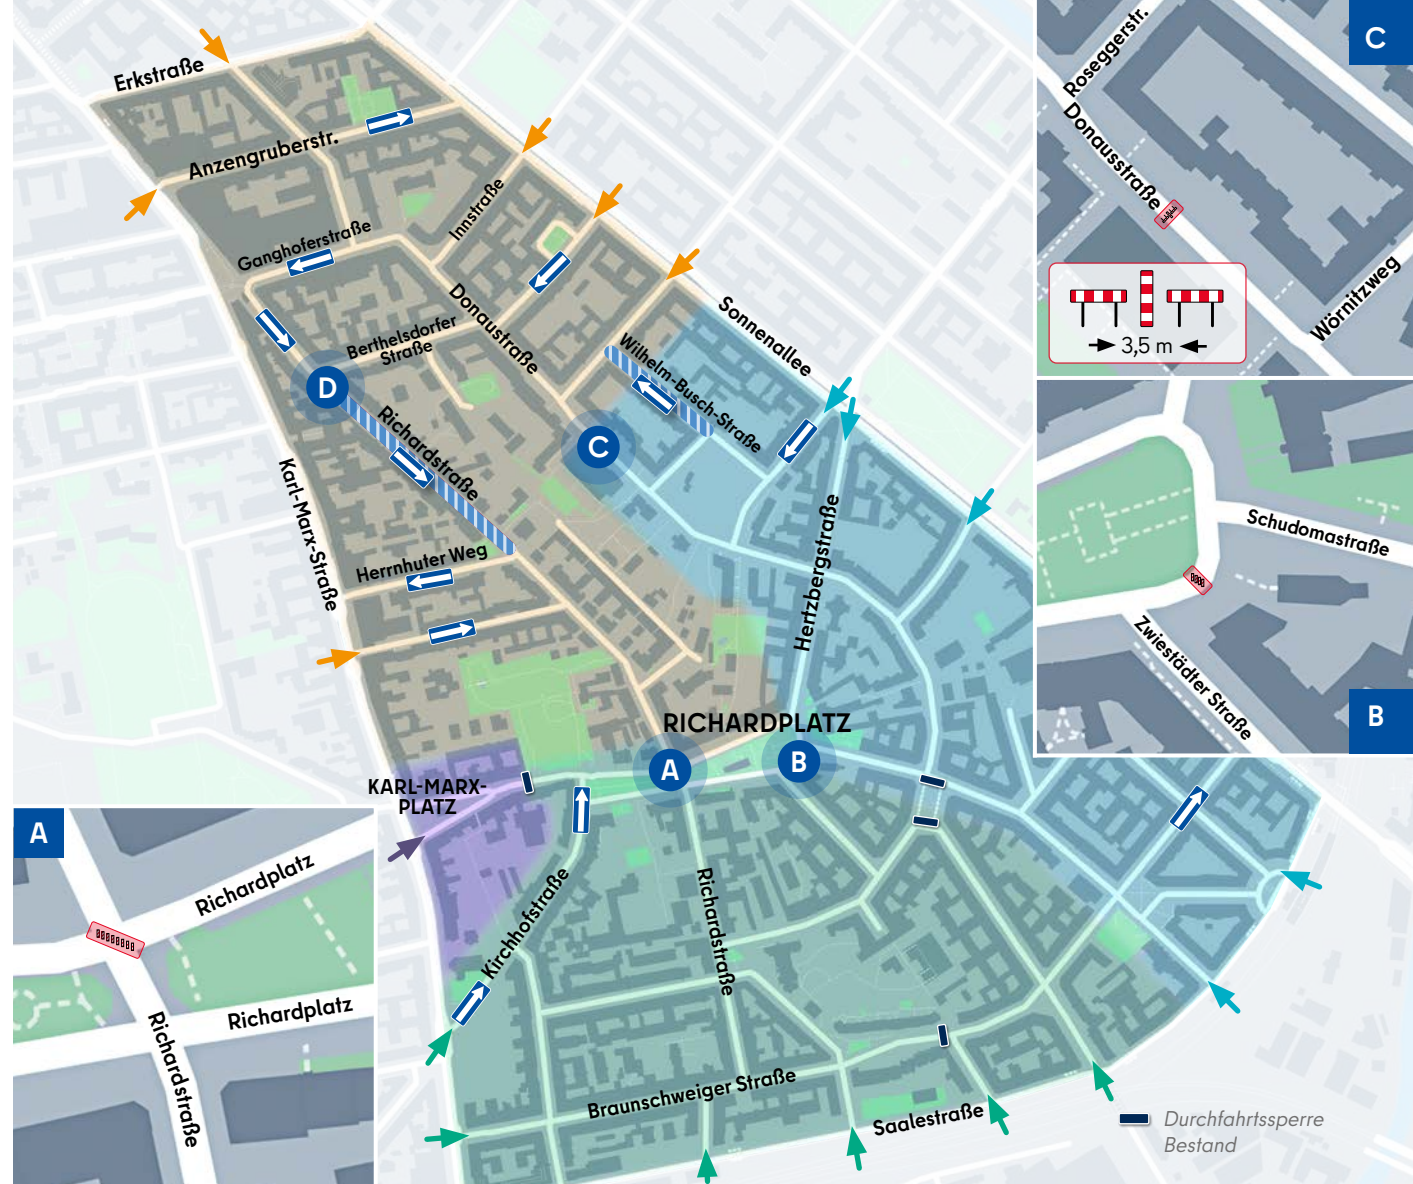 Erkstraße
Anzengruberstr.
Innstraße
Ganghoferstraße
Donaustraße
Berthelsdorfer
Straße
Sonnenallee
Wilhelm-Busch-Straße
D
Richardstraße
C
Karl-Marx-Straße
Herrnhuter Weg
Hertzbergstraße
RICHARDPLATZ
A
B
KARL-MARX-
PLATZ
Kirchhofstraße
Richardstraße
Braunschweiger Straße
Saalestraße
Durchfahrtssperre
Bestand
C
Roseggerstr.
Donausstraße
Wörnitzweg
3,5 m
Schudomastraße
Zwiestädter Straße
B
A
Richardplatz
Richardplatz
Richardstraße